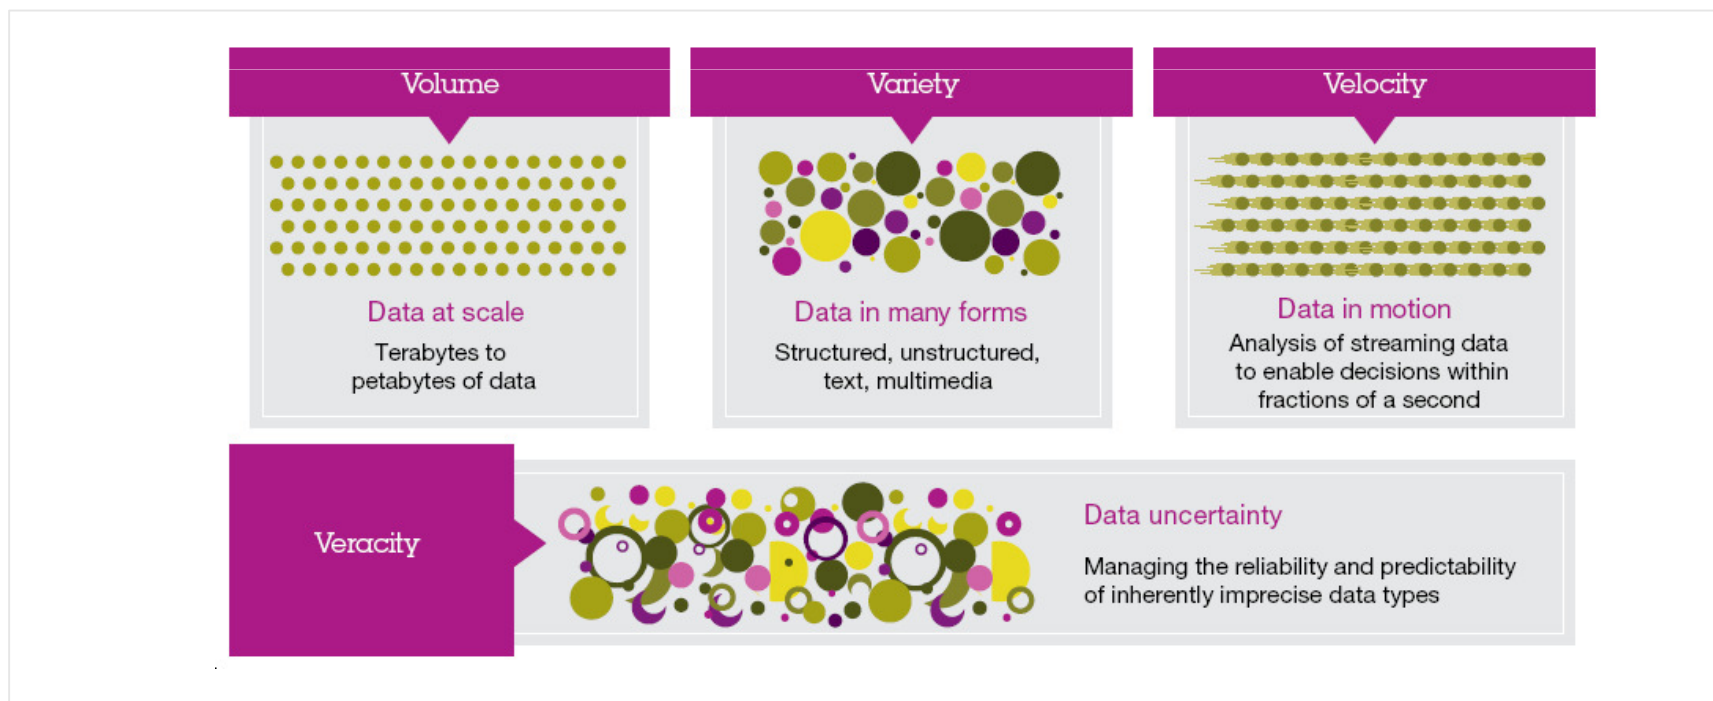 Volume
Data at scale
Terabytes to
petabytes of data
Variety
Data in many forms
Structured, unstructured,
text, multimedia
Velocity
Data in motion
Analysis of streaming data
to enable decisions within
fractions of a second
Veracity
Data uncertainty
Managing the reliability and predictability
of inherently imprecise data types